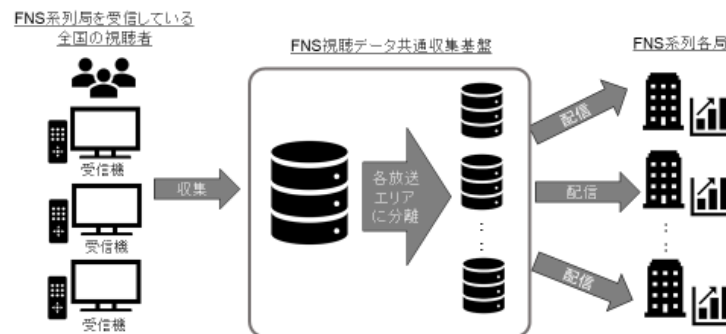 FNS系列局を受信している
全国の視聴者
FNS視聴データ共通収集基盤
FNS系列各局
受信機
受信機
受信機
収集
各放送
エリア
に分離
配信
配信
配信